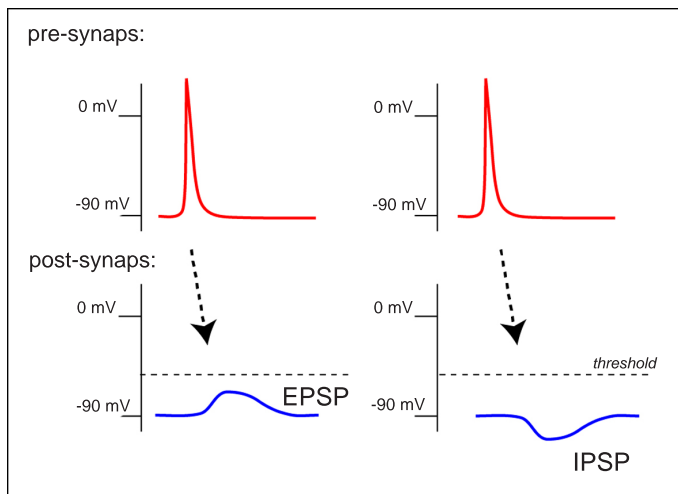 pre-synaps:
0 mV
0 mV
-90 mV
-90 mV
post-synaps:
0 mV
0 mV
threshold
EPSP
-90 mV
-90 mV
IPSP